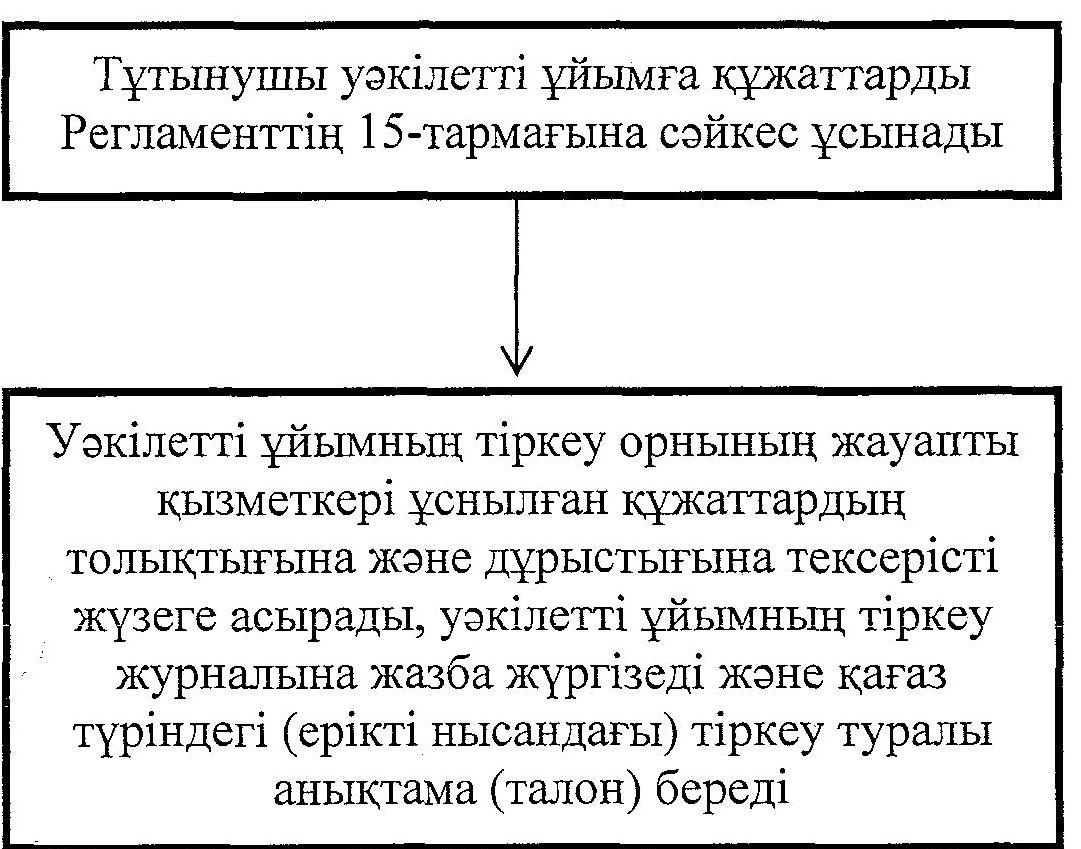 Тұтынушы уәкілетті ұйымға құжаттарды
Регламенттің 15-тармағына сәйкес ұсынады
Уәкілетті ұйымның тіркеу орнының жауапты
қызметкері ұснылған құжаттардың
толықтығына және дұрыстығына тексерісті
жүзеге асырады, уәкілетті ұйымның тіркеу
журналына жазба жүргізеді және қағаз
түріндегі (ерікті нысандағы) тіркеу туралы
анықтама (талон) береді